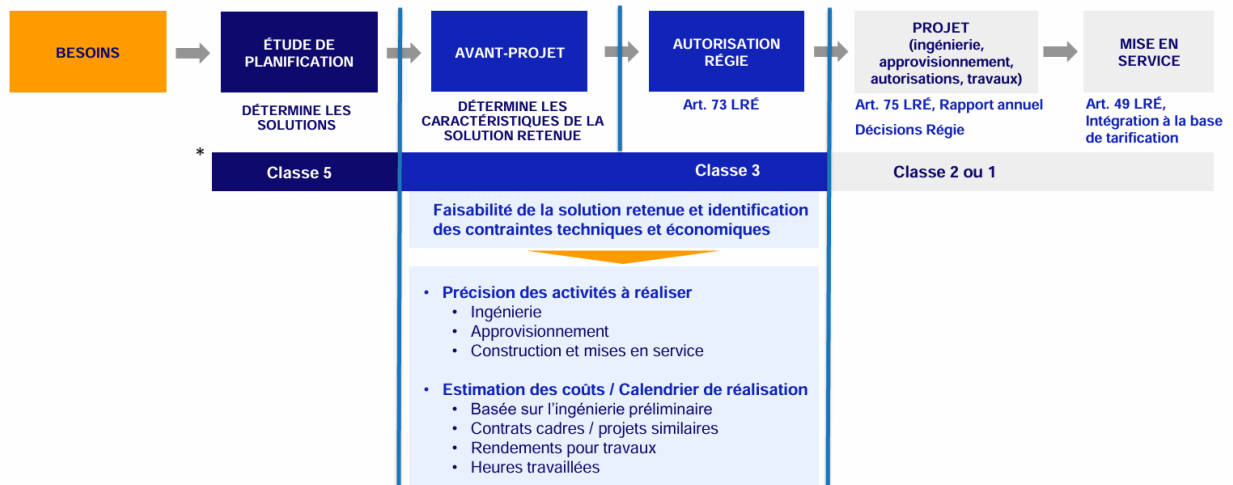 BESOINS
ÉTUDE DE
PLANIFICATION
AVANT-PROJET
AUTORISATION
RÉGIE
PROJET
(ingénierie,
approvisionnement,
autorisations, travaux)
MISE EN
SERVICE
DÉTERMINE LES
SOLUTIONS
DÉTERMINE LES
CARACTÉRISTIQUES DE LA
SOLUTION RETENUE
Art. 73 LRÉ
Art. 75 LRÉ, Rapport annuel
Décisions Régie
Art. 49 LRÉ,
Intégration à la base
de tarification
*
Classe 5
Classe 3
Classe 2 ou 1
Faisabilité de la solution retenue et identification
des contraintes techniques et économiques
• Précision des activités à réaliser
• Ingénierie
• Approvisionnement
• Construction et mises en service
• Estimation des coûts / Calendrier de réalisation
• Basée sur l'ingénierie préliminaire
• Contrats cadres / projets similaires
• Rendements pour travaux
• Heures travaillées